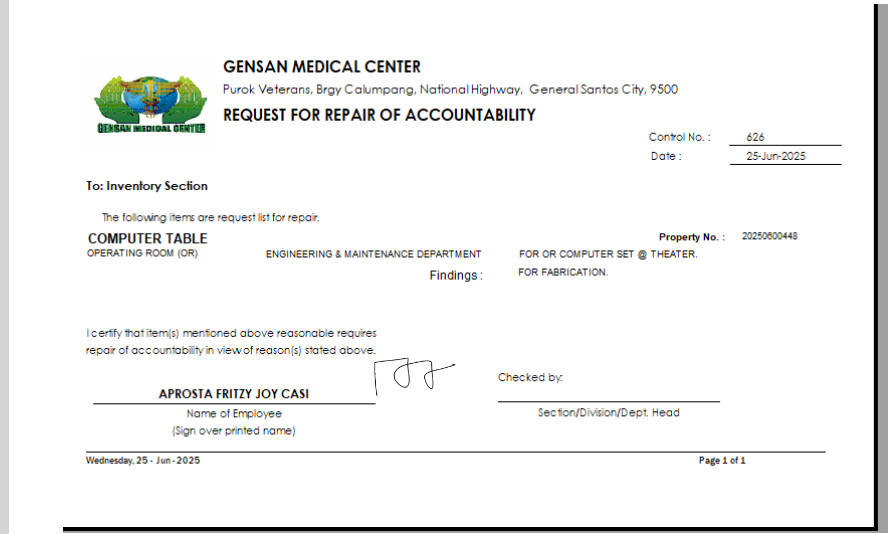 GENSAN MEDICAL CENTER
Purok Veterans, Brgy Calumpang, National Highway, General Santos City, 9500
GENSAN MEDICAL CENTER
REQUEST FOR REPAIR OF ACCOUNTABILITY
Control No. : 626
Date : 25-Jun-2025
To: Inventory Section
The following items are request list for repair.
COMPUTER TABLE Property No. : 20250600448
OPERATING ROOM (OR) ENGINEERING & MAINTENANCE DEPARTMENT FOR OR COMPUTER SET @ THEATER.
Findings : FOR FABRICATION.
I certify that item(s) mentioned above reasonable requires
repair of accountability in view of reason(s) stated above.
Checked by:
APROSTA FRITZY JOY CASI
Name of Employee Section/Division/Dept. Head
(Sign over printed name)
Wednesday, 25 - Jun - 2025 Page 1 of 1